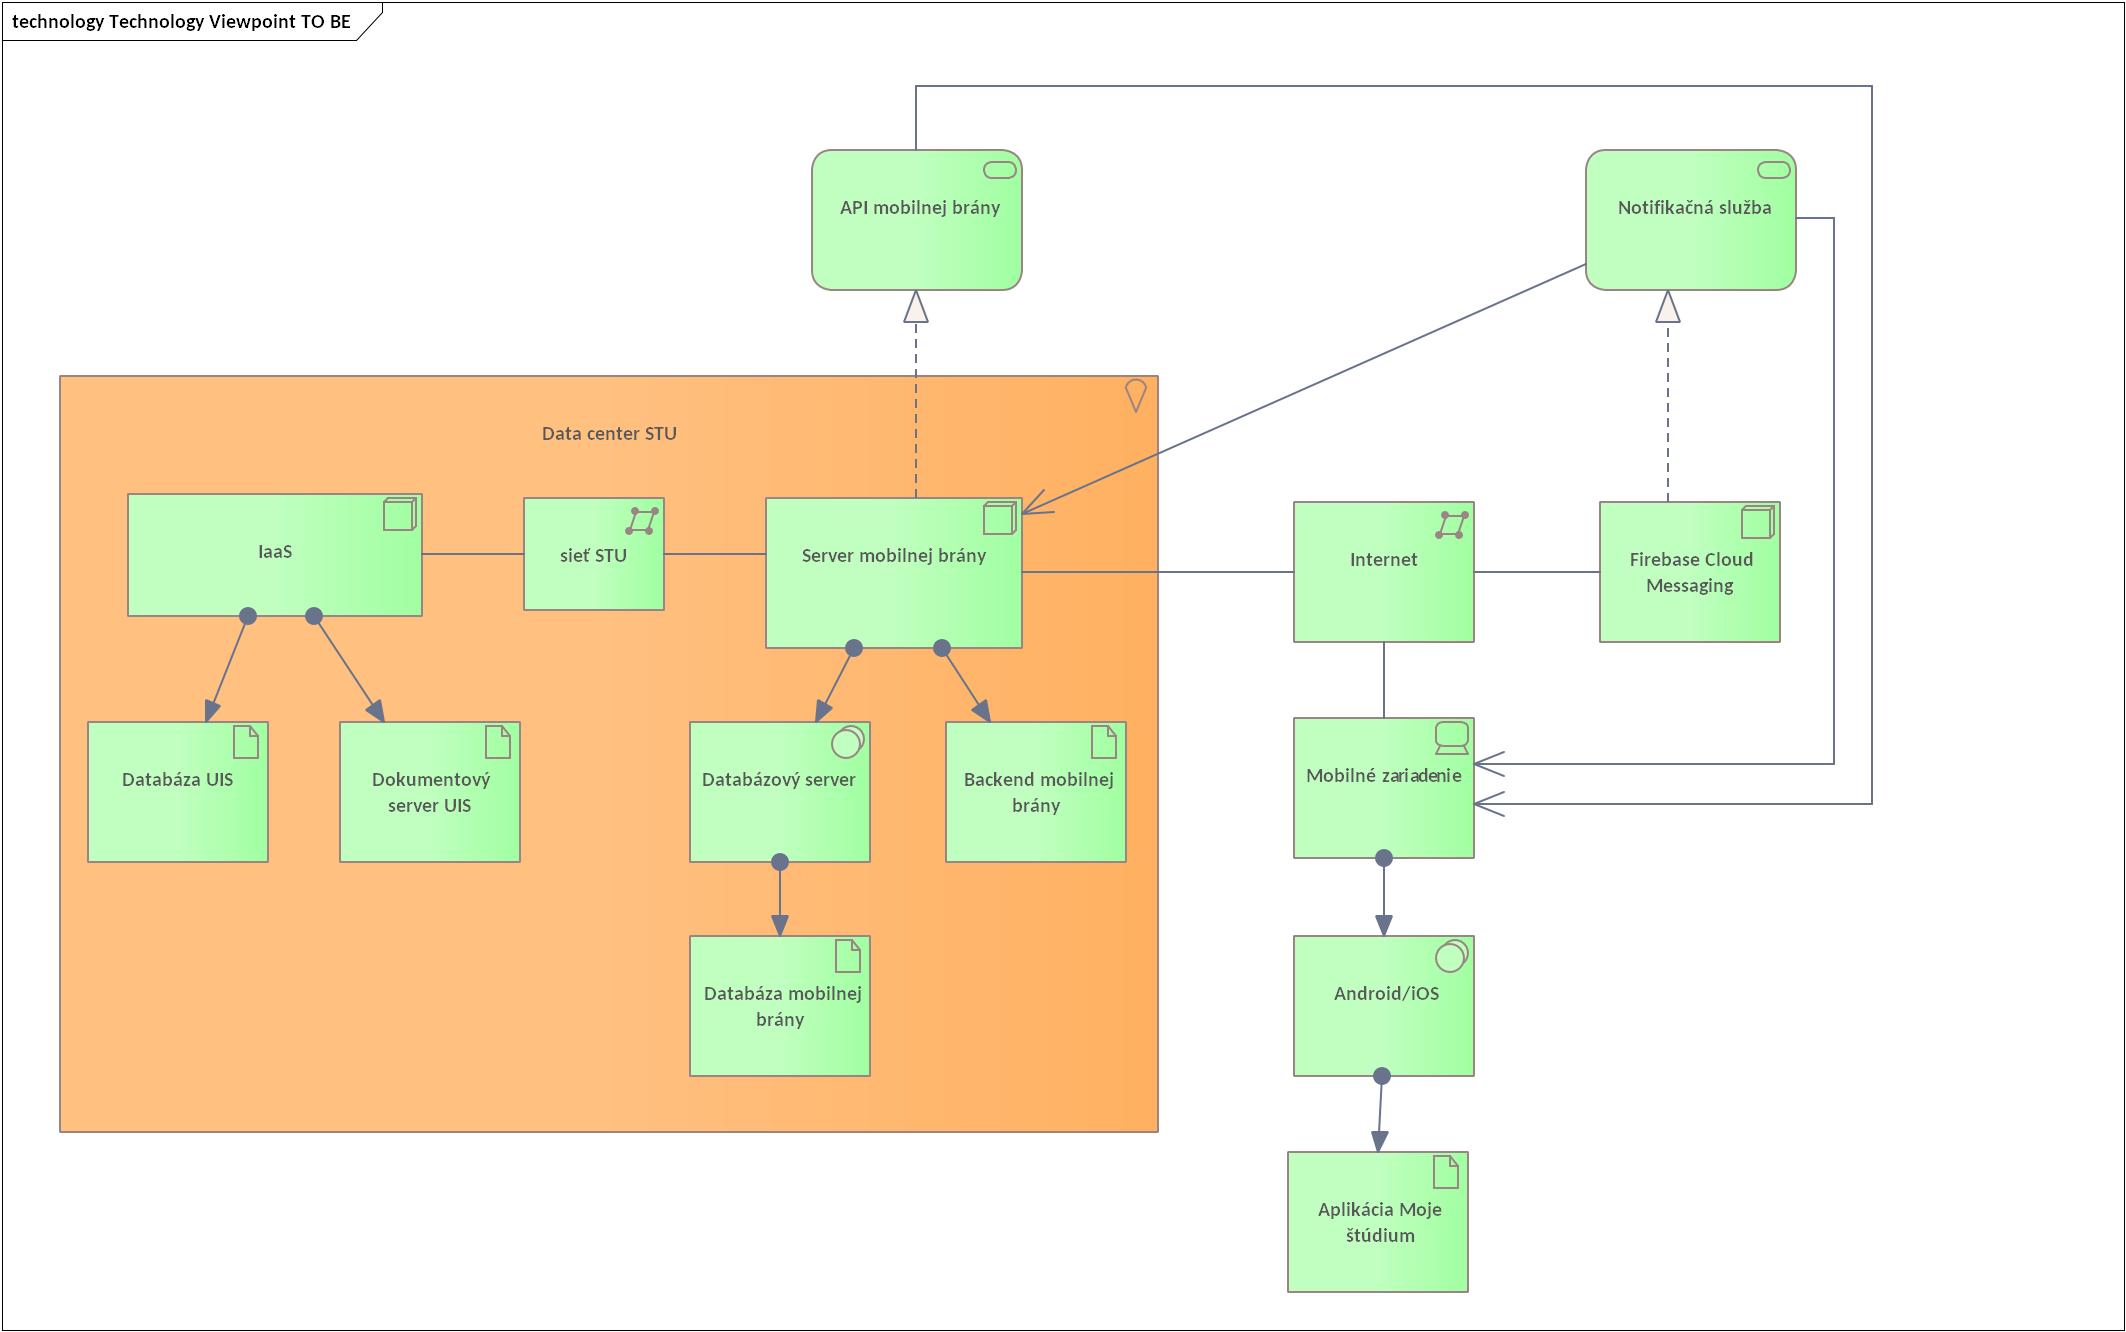 technology Technology Viewpoint TO BE
API mobilnej brány
Notifikačná služba
Data center STU
IaaS
sieť STU
Server mobilnej brány
Internet
Firebase Cloud
Messaging
Databáza UIS
Dokumentový
server UIS
Databázový server
Backend mobilnej
brány
Mobilné zariadenie
Databáza mobilnej
brány
Android/iOS
Aplikácia Moje
štúdium